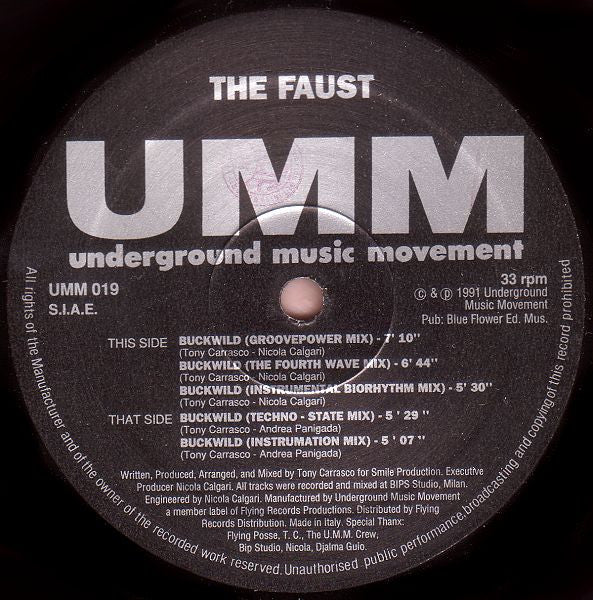 THE FAUST
UMM
underground music movement
UMM 019
S.I.A.E.
33 rpm
© & ℗ 1991 Underground
Music Movement
Pub: Blue Flower Ed. Mus.
THIS SIDE BUCKWILD (GROOVEPOWER MIX) - 7' 10"
(Tony Carrasco - Nicola Calgari)
BUCKWILD (THE FOURTH WAVE MIX) - 6' 44"
(Tony Carrasco - Nicola Calgari)
BUCKWILD (INSTRUMENTAL BIORHYTHM MIX) - 5' 30"
(Tony Carrasco - Nicola Calgari)
THAT SIDE BUCKWILD (TECHNO - STATE MIX) - 5 ' 29 "
(Tony Carrasco - Andrea Panigada)
BUCKWILD (INSTRUMATION MIX) - 5 ' 07 "
(Tony Carrasco - Andrea Panigada)
Written, Produced, Arranged, and Mixed by Tony Carrasco for Smile Production. Executive
Producer Nicola Calgari. All tracks were recorded and mixed at BIPS Studio, Milan.
Engineered by Nicola Calgari. Manufactured by Underground Music Movement
a member label of Flying Records Productions. Distributed by Flying
Records Distribution. Made in Italy. Special Thanx:
Flying Posse, T. C., The U.M.M. Crew,
Bip Studio, Nicola, Djalma Guio.
All rights of the Manufacturer and of the owner of the recorded work reserved. Unauthorised public performance, broadcasting and copying of this record prohibited